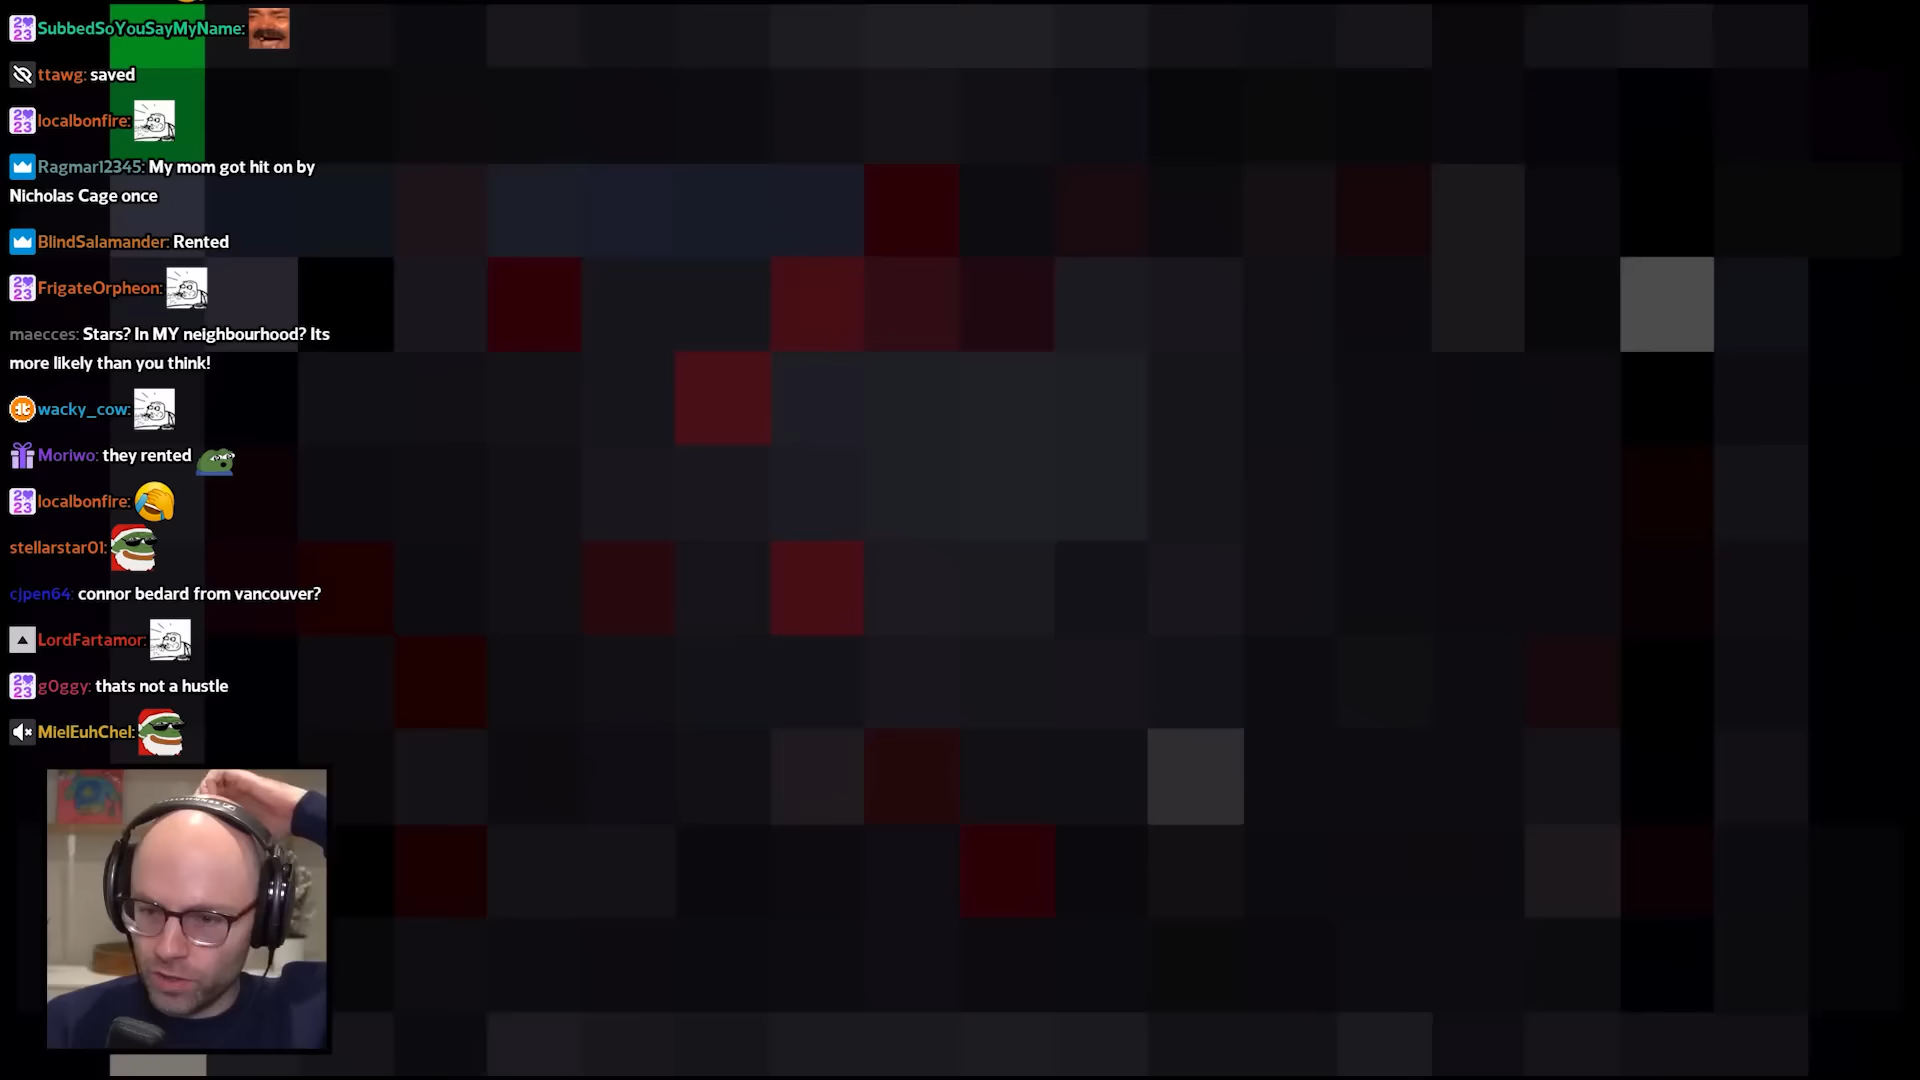 SubbedSoYouSayMyName:
ttawg: saved
localbonfire:
Ragmar12345: My mom got hit on by
Nicholas Cage once
BlindSalamander: Rented
FrigateOrpheon:
maecces: Stars? In MY neighbourhood? Its
more likely than you think!
wacky_cow:
Moriwo: they rented
localbonfire:
stellarstar01:
cjpen64: connor bedard from vancouver?
LordFartamor:
g0ggy: thats not a hustle
MielEuhChel: